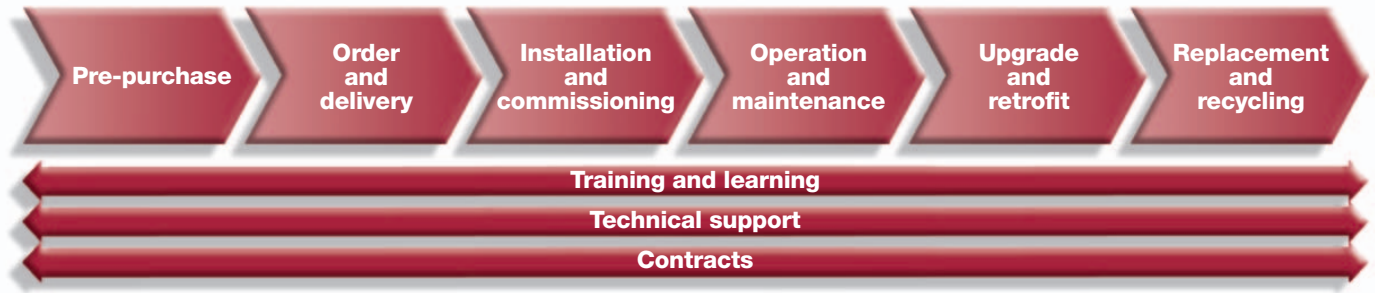 Pre-purchase
Order
and
delivery
Installation
and
commissioning
Operation
and
maintenance
Upgrade
and
retrofit
Replacement
and
recycling
Training and learning
Technical support
Contracts